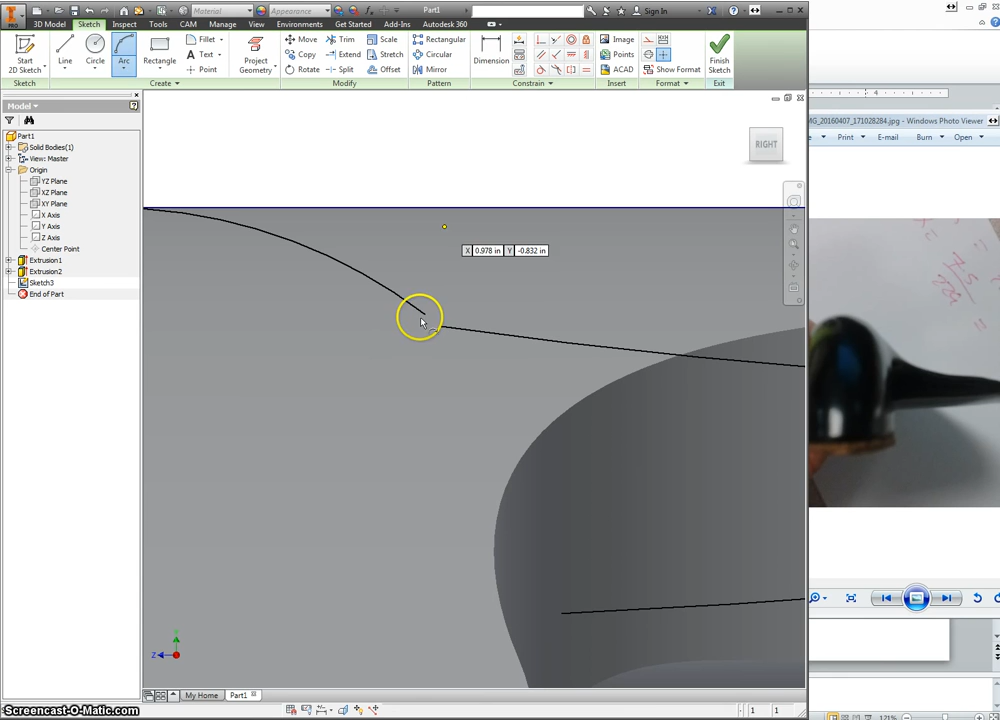 PRO
Material
Appearance
Part1
Sign In
3D Model Sketch Inspect Tools CAM Manage View Environments Get Started Add-Ins Autodesk 360
Start 2D Sketch
Line
Circle
Arc
Rectangle
Fillet
Text
Point
Project Geometry
Move
Copy
Rotate
Trim
Extend
Split
Scale
Stretch
Offset
Rectangular
Circular
Mirror
Dimension
Image
Points
ACAD
Show Format
Finish Sketch
Sketch Create Modify Pattern Constrain Insert Format Exit
Model
Part1
Solid Bodies(1)
View: Master
Origin
YZ Plane
XZ Plane
XY Plane
X Axis
Y Axis
Z Axis
Center Point
Extrusion1
Extrusion2
Sketch3
End of Part
RIGHT
X 0.978 in Y -0.832 in
Z
My Home Part1
1 1
Screencast-O-Matic.com
4
MG_20160407_171028284.jpg - Windows Photo Viewer
Print E-mail Burn Open
121%